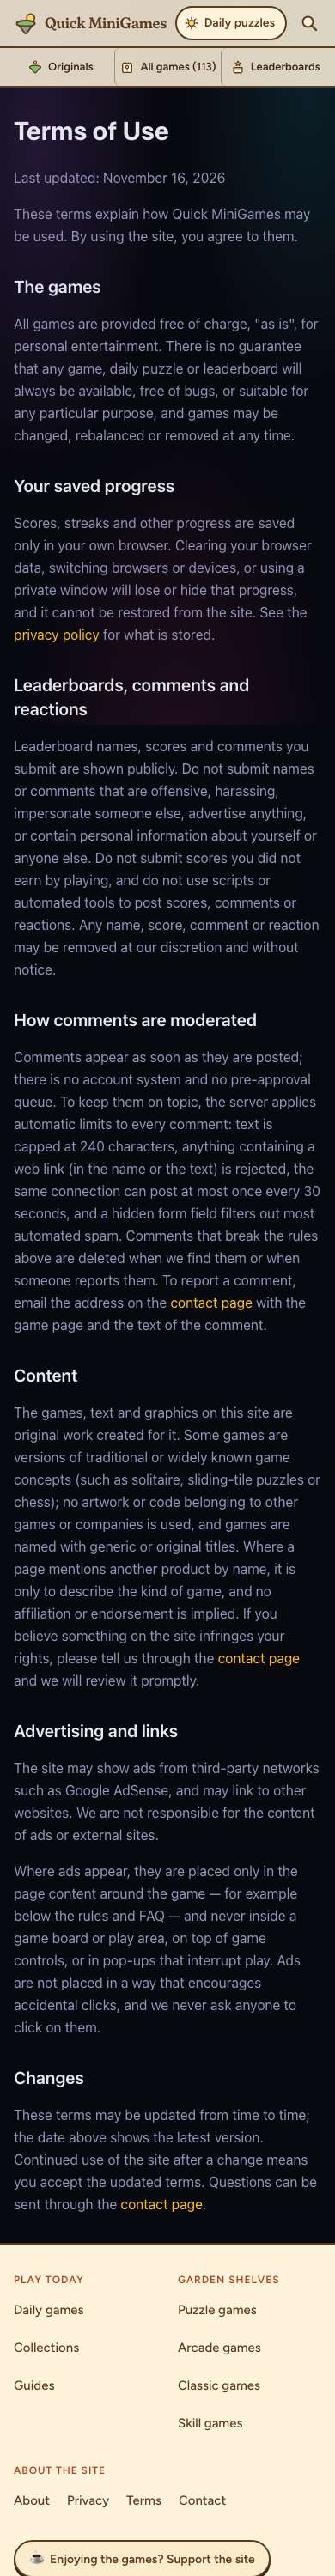 Quick MiniGames
Daily puzzles
Originals
All games (113)
Leaderboards
Terms of Use
Last updated: November 16, 2026
These terms explain how Quick MiniGames may
be used. By using the site, you agree to them.
The games
All games are provided free of charge, "as is", for
personal entertainment. There is no guarantee
that any game, daily puzzle or leaderboard will
always be available, free of bugs, or suitable for
any particular purpose, and games may be
changed, rebalanced or removed at any time.
Your saved progress
Scores, streaks and other progress are saved
only in your own browser. Clearing your browser
data, switching browsers or devices, or using a
private window will lose or hide that progress,
and it cannot be restored from the site. See the
privacy policy for what is stored.
Leaderboards, comments and
reactions
Leaderboard names, scores and comments you
submit are shown publicly. Do not submit names
or comments that are offensive, harassing,
impersonate someone else, advertise anything,
or contain personal information about yourself or
anyone else. Do not submit scores you did not
earn by playing, and do not use scripts or
automated tools to post scores, comments or
reactions. Any name, score, comment or reaction
may be removed at our discretion and without
notice.
How comments are moderated
Comments appear as soon as they are posted;
there is no account system and no pre-approval
queue. To keep them on topic, the server applies
automatic limits to every comment: text is
capped at 240 characters, anything containing a
web link (in the name or the text) is rejected, the
same connection can post at most once every 30
seconds, and a hidden form field filters out most
automated spam. Comments that break the rules
above are deleted when we find them or when
someone reports them. To report a comment,
email the address on the contact page with the
game page and the text of the comment.
Content
The games, text and graphics on this site are
original work created for it. Some games are
versions of traditional or widely known game
concepts (such as solitaire, sliding-tile puzzles or
chess); no artwork or code belonging to other
games or companies is used, and games are
named with generic or original titles. Where a
page mentions another product by name, it is
only to describe the kind of game, and no
affiliation or endorsement is implied. If you
believe something on the site infringes your
rights, please tell us through the contact page
and we will review it promptly.
Advertising and links
The site may show ads from third-party networks
such as Google AdSense, and may link to other
websites. We are not responsible for the content
of ads or external sites.
Where ads appear, they are placed only in the
page content around the game — for example
below the rules and FAQ — and never inside a
game board or play area, on top of game
controls, or in pop-ups that interrupt play. Ads
are not placed in a way that encourages
accidental clicks, and we never ask anyone to
click on them.
Changes
These terms may be updated from time to time;
the date above shows the latest version.
Continued use of the site after a change means
you accept the updated terms. Questions can be
sent through the contact page.
PLAY TODAY
Daily games
Collections
Guides
GARDEN SHELVES
Puzzle games
Arcade games
Classic games
Skill games
ABOUT THE SITE
About Privacy Terms Contact
Enjoying the games? Support the site